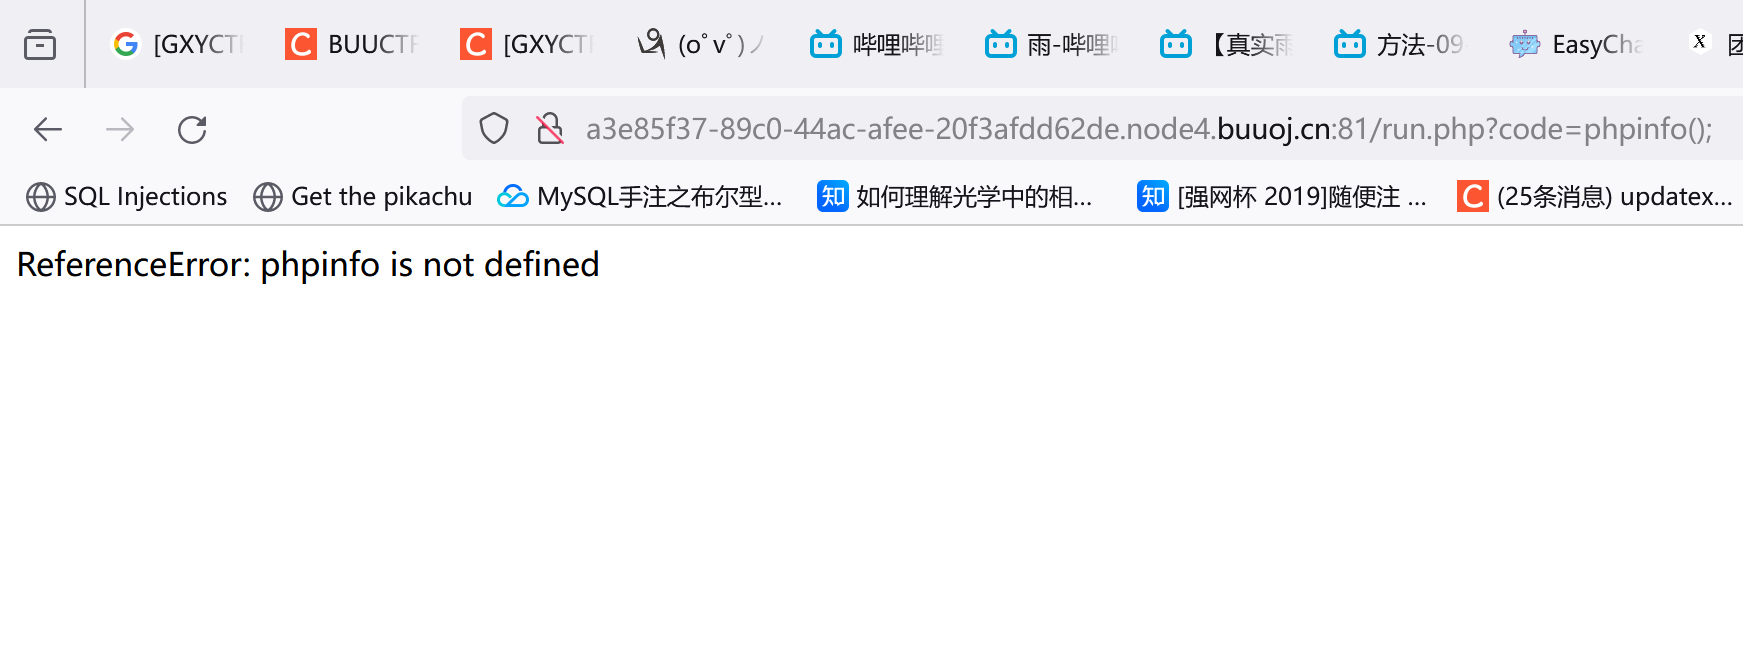 [GXYCT BUUCTF [GXYCT (oﾟvﾟ)ノ 哔哩哔哩 雨-哔哩 【真实雨 方法-09 EasyCha X 团
a3e85f37-89c0-44ac-afee-20f3afdd62de.node4.buuoj.cn:81/run.php?code=phpinfo();
SQL Injections Get the pikachu MySQL手注之布尔型... 知 如何理解光学中的相... 知 [强网杯 2019]随便注 ... C (25条消息) updatex...
ReferenceError: phpinfo is not defined